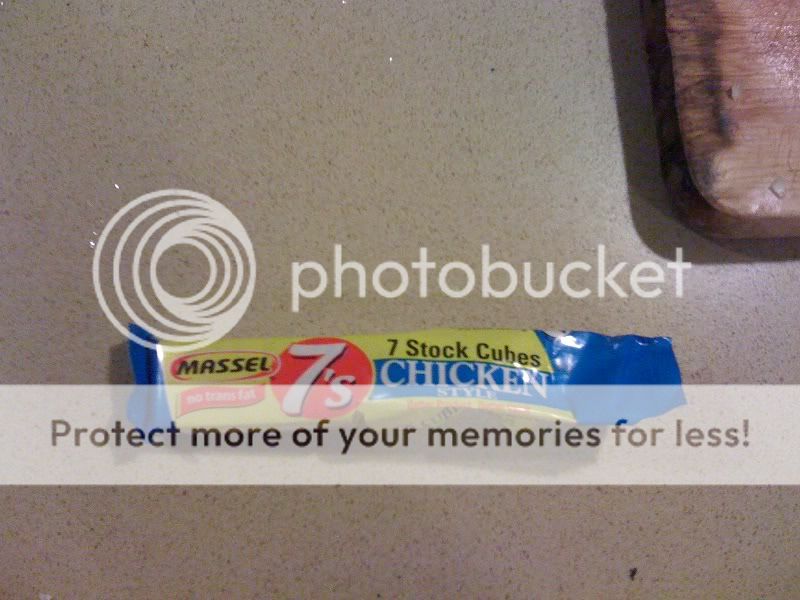 photobucket
MASSEL
no trans fat
7's
7 Stock Cubes
CHICKEN
STYLE
Protect more of your memories for less!